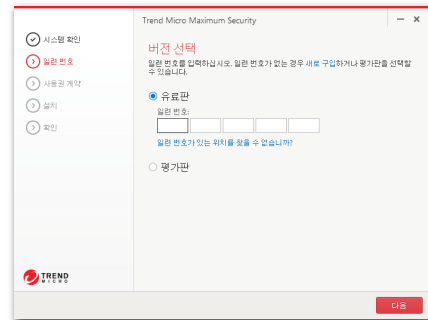 Trend Micro Maximum Security
시스템 확인
일련 번호
사용권 계약
설치
확인
버전 선택
일련 번호를 입력하십시오. 일련 번호가 없는 경우 새로 구입하거나 평가판을 선택할
수 있습니다.
유료판
일련 번호:
일련 번호가 있는 위치를 찾을 수 없습니까?
평가판
TREND
MICRO
다음